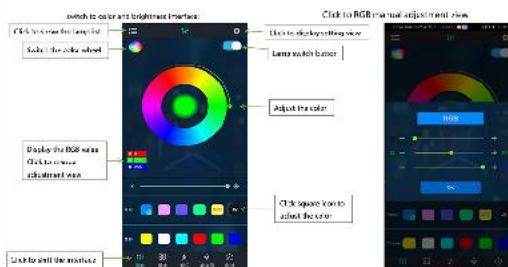 switch to color and brightness interface:
Click to RGB manual adjustment view
Click to show the lamp list
Click to display setting view
Switch the color wheel
Lamp switch button
Adjust the color
RGB
Display the RGB value
Click to manual
adjustment view
OK
Click square icon to
adjust the color
Click to shift the interface